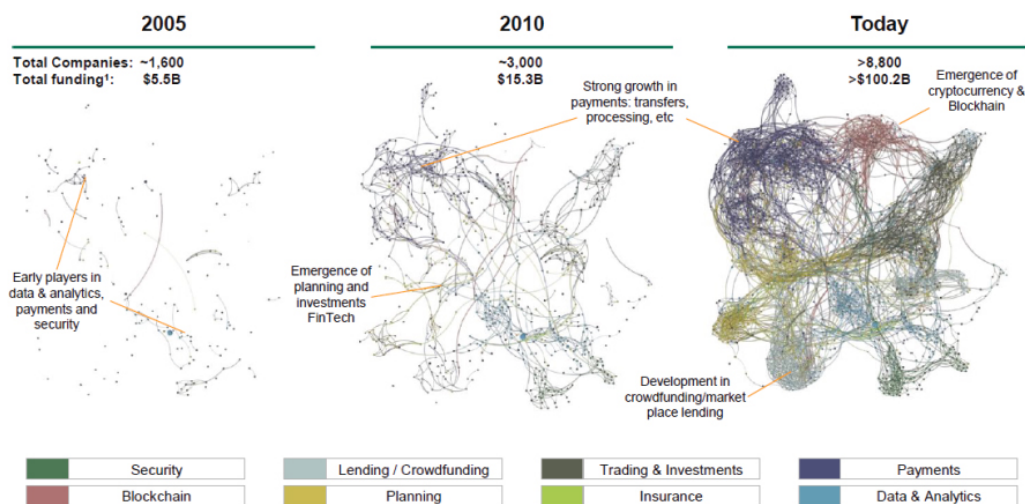 2005
2010
Today
Total Companies: ~1,600
~3,000
>8,800
Total funding¹: $5.5B
$15.3B
>$100.2B
Strong growth in
payments: transfers,
processing, etc
Emergence of
cryptocurrency &
Blockhain
Early players in
data & analytics,
payments and
security
Emergence of
planning and
investments
FinTech
Development in
crowdfunding/market
place lending
Security
Lending / Crowdfunding
Trading & Investments
Payments
Blockchain
Planning
Insurance
Data & Analytics